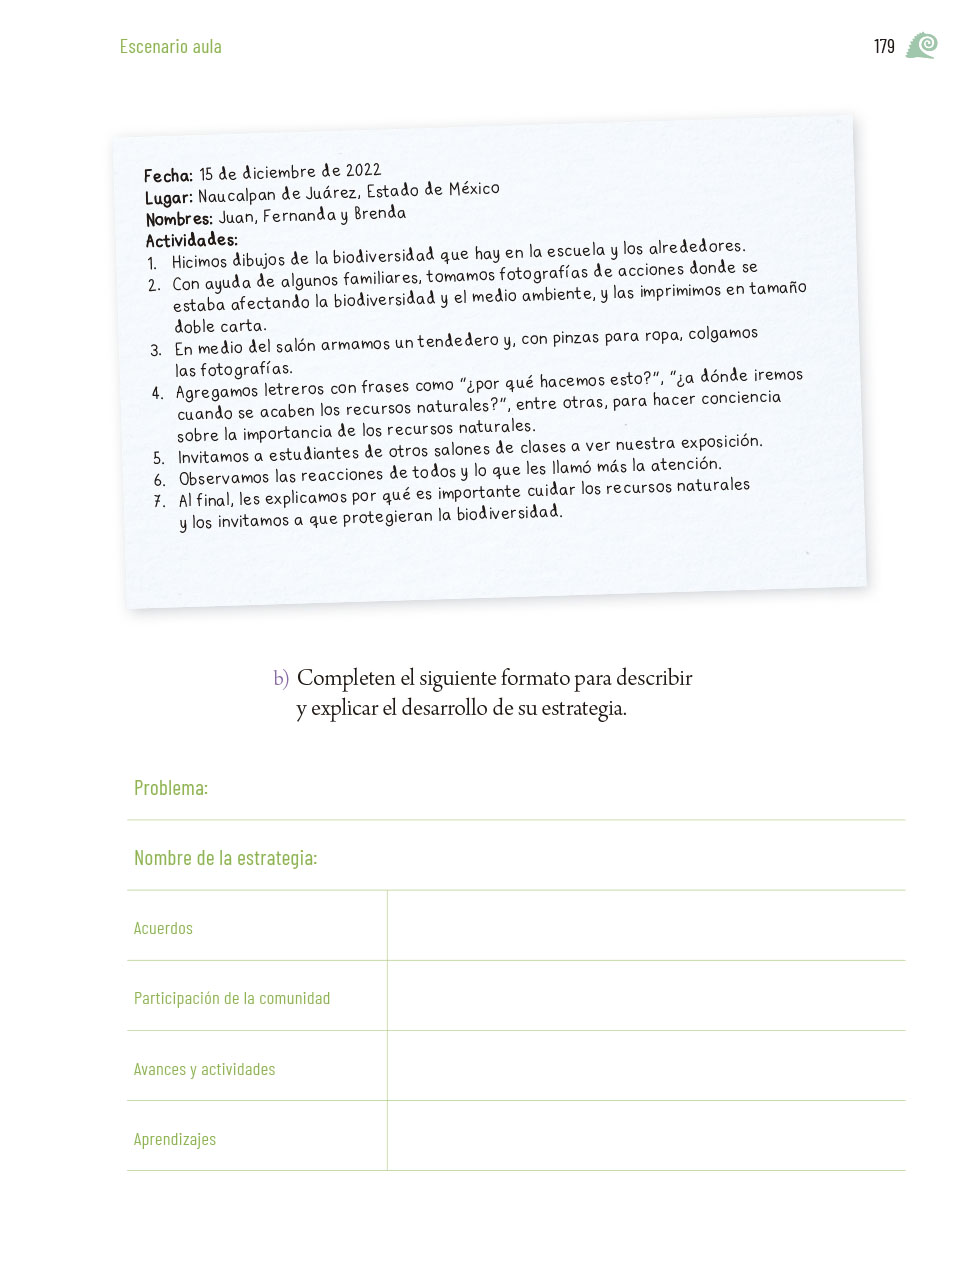 Escenario aula
179
Fecha: 15 de diciembre de 2022
Lugar: Naucalpan de Juárez, Estado de México
Nombres: Juan, Fernanda y Brenda
Actividades:
1. Hicimos dibujos de la biodiversidad que hay en la escuela y los alrededores.
2. Con ayuda de algunos familiares, tomamos fotografías de acciones donde se
estaba afectando la biodiversidad y el medio ambiente, y las imprimimos en tamaño
doble carta.
3. En medio del salón armamos un tendedero y, con pinzas para ropa, colgamos
las fotografías.
4. Agregamos letreros con frases como "¿por qué hacemos esto?", "¿a dónde iremos
cuando se acaben los recursos naturales?", entre otras, para hacer conciencia
sobre la importancia de los recursos naturales.
5. Invitamos a estudiantes de otros salones de clases a ver nuestra exposición.
6. Observamos las reacciones de todos y lo que les llamó más la atención.
7. Al final, les explicamos por qué es importante cuidar los recursos naturales
y los invitamos a que protegieran la biodiversidad.
b) Completen el siguiente formato para describir
y explicar el desarrollo de su estrategia.
Problema:
Nombre de la estrategia:
Acuerdos
Participación de la comunidad
Avances y actividades
Aprendizajes